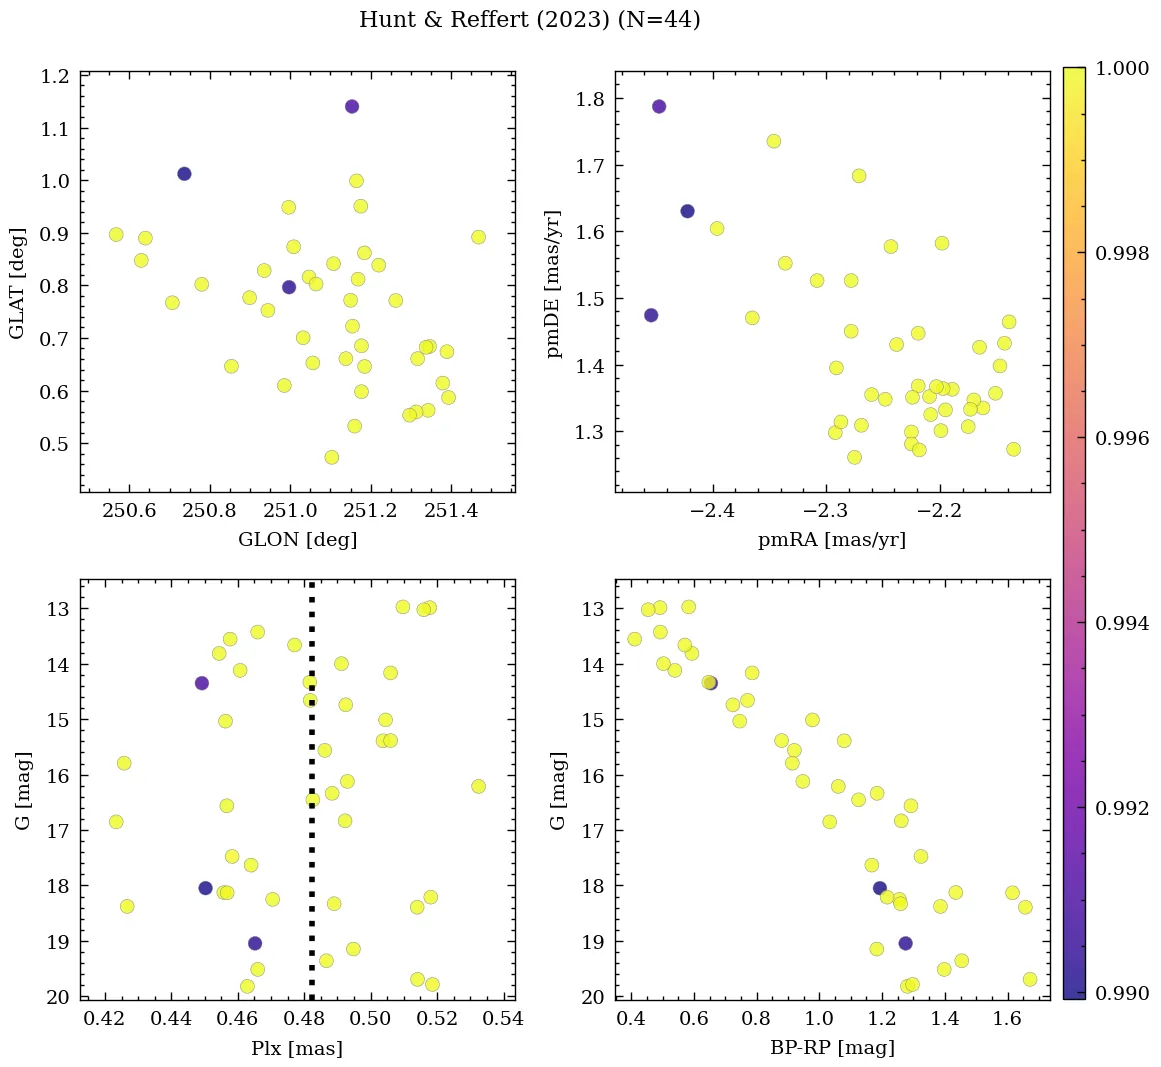 Hunt & Reffert (2023) (N=44)
1.2
1.1
1.0
0.9
0.8
0.7
0.6
0.5
GLAT [deg]
250.6 250.8 251.0 251.2 251.4
GLON [deg]
1.8
1.7
1.6
1.5
1.4
1.3
pmDE [mas/yr]
−2.4 −2.3 −2.2
pmRA [mas/yr]
1.000
0.998
0.996
0.994
0.992
0.990
13
14
15
16
17
18
19
20
G [mag]
0.42 0.44 0.46 0.48 0.50 0.52 0.54
Plx [mas]
13
14
15
16
17
18
19
20
G [mag]
0.4 0.6 0.8 1.0 1.2 1.4 1.6
BP-RP [mag]